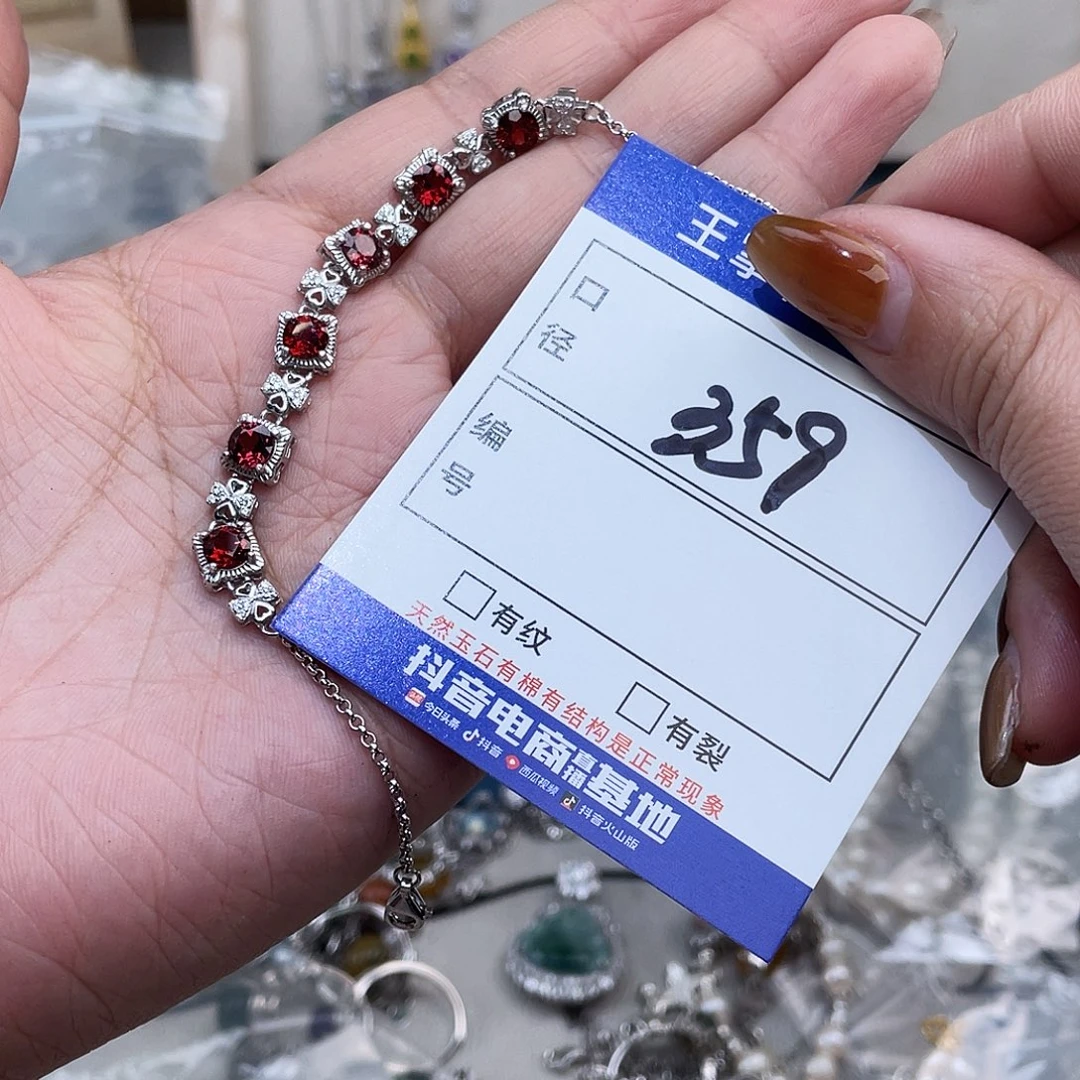 王
口径
359
编号
□有纹
□有裂
天然玉石有棉有结构是正常现象
抖音电商直播基地
今日头条 抖音 西瓜视频 抖音火山版